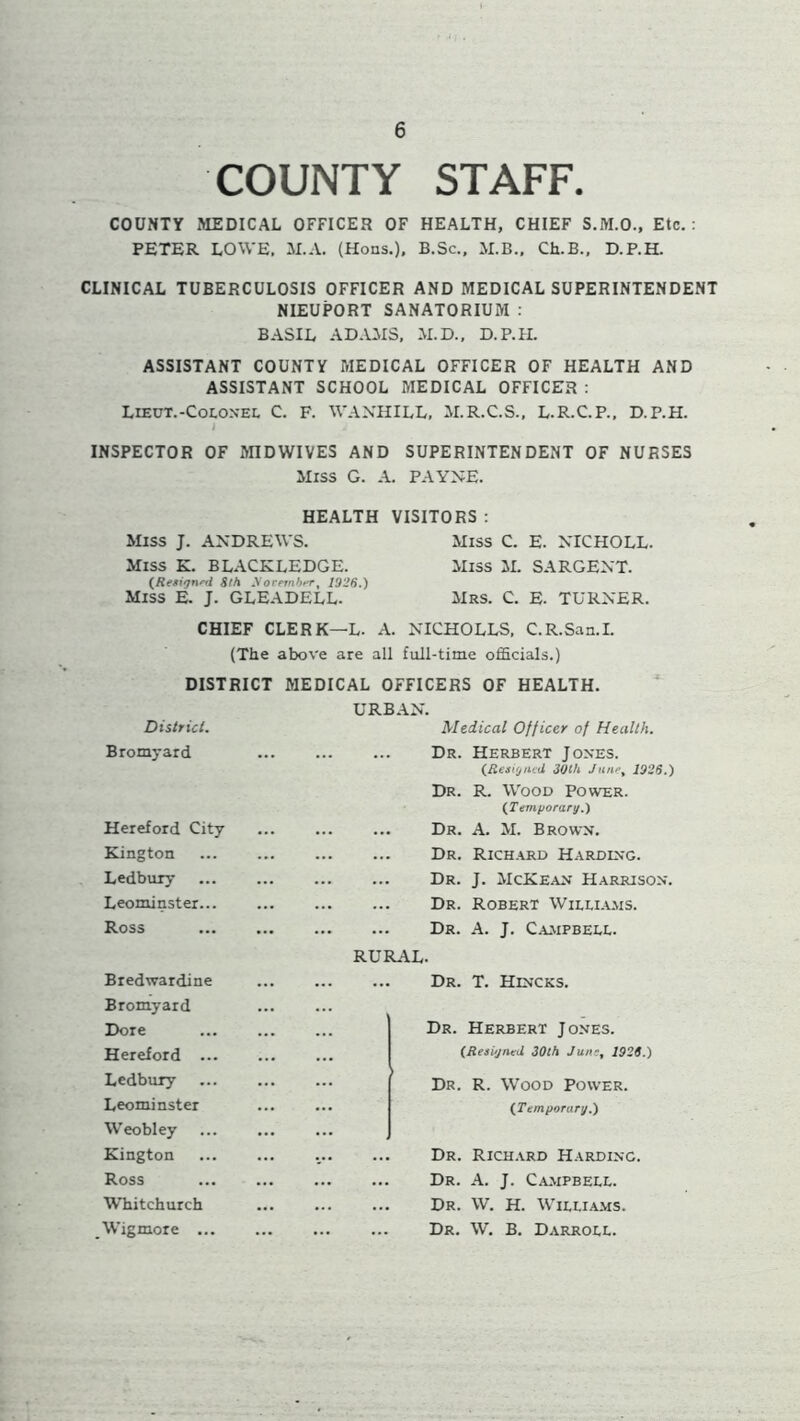 6
COUNTY STAFF.
COUNTY MEDICAL OFFICER OF HEALTH, CHIEF S.M.O., Etc. :
PETER LOWE, M.A. (Hons.), B.Sc., M.B., Ch.B., D.P.H.
CLINICAL TUBERCULOSIS OFFICER AND MEDICAL SUPERINTENDENT
NIEUPORT SANATORIUM :
BASIL ADAMS, M.D., D.P.H.
ASSISTANT COUNTY MEDICAL OFFICER OF HEALTH AND
ASSISTANT SCHOOL MEDICAL OFFICER :
LIEUT.-COLONEL C. F. WANHILL, M.R.C.S., L.R.C.P., D.P.H.
INSPECTOR OF MIDWIVES AND SUPERINTENDENT OF NURSES
MISS G. A. PAYNE.
HEALTH VISITORS :
MISS J. ANDREWS. MISS C. E. NICHOLL.
MISS K. BLACKLEDGE. MISS M. SARGENT.
(Resigned 8th November, 1926.)
MISS E. J. GLEADELL. MRS. C. E. TURNER.
CHIEF CLERK—L. A. NICHOLLS, C.R.San.I.
(The above are all full-time officials.)
DISTRICT MEDICAL OFFICERS OF HEALTH.
URBAN.
District. Medical Officer of Health.
Bromyard ... ... ... DR. HERBERT JONES.
(Resigned 30th June, 1926.)
DR. R. WOOD POWER.
(Temporary.)
Hereford City ... ... ... DR. A. M. BROWN.
Kington ... ... ... ... DR. RICHARD HARDING.
Ledbury ... ... ... ... DR. J. MCKEAN HARRISON.
Leominster... ... ... ... DR. ROBERT WILLIAMS.
Ross ... ... ... ... DR. A. J. CAMPBELL.
RURAL.
Bredwardine ... ... ... DR. T. HINCKS.
Bromyard ... ...
Dore ... ... ... DR. HERBERT JONES.
Hereford ... ... ... (Resigned 30th June, 1926.)
Ledbury ... ... ... DR. R. WOOD POWER.
Leominster ... ... (Temporary.)
Weobley ... ... ...
Kington ... ... ... ... DR. RICHARD HARDING.
Ross ... ... ... ... DR. A. J. CAMPBELL.
Whitchurch ... ... ... DR. W. H. WILLIAMS.
Wigmore ... ... ... ... DR. W. B. DARROLL.